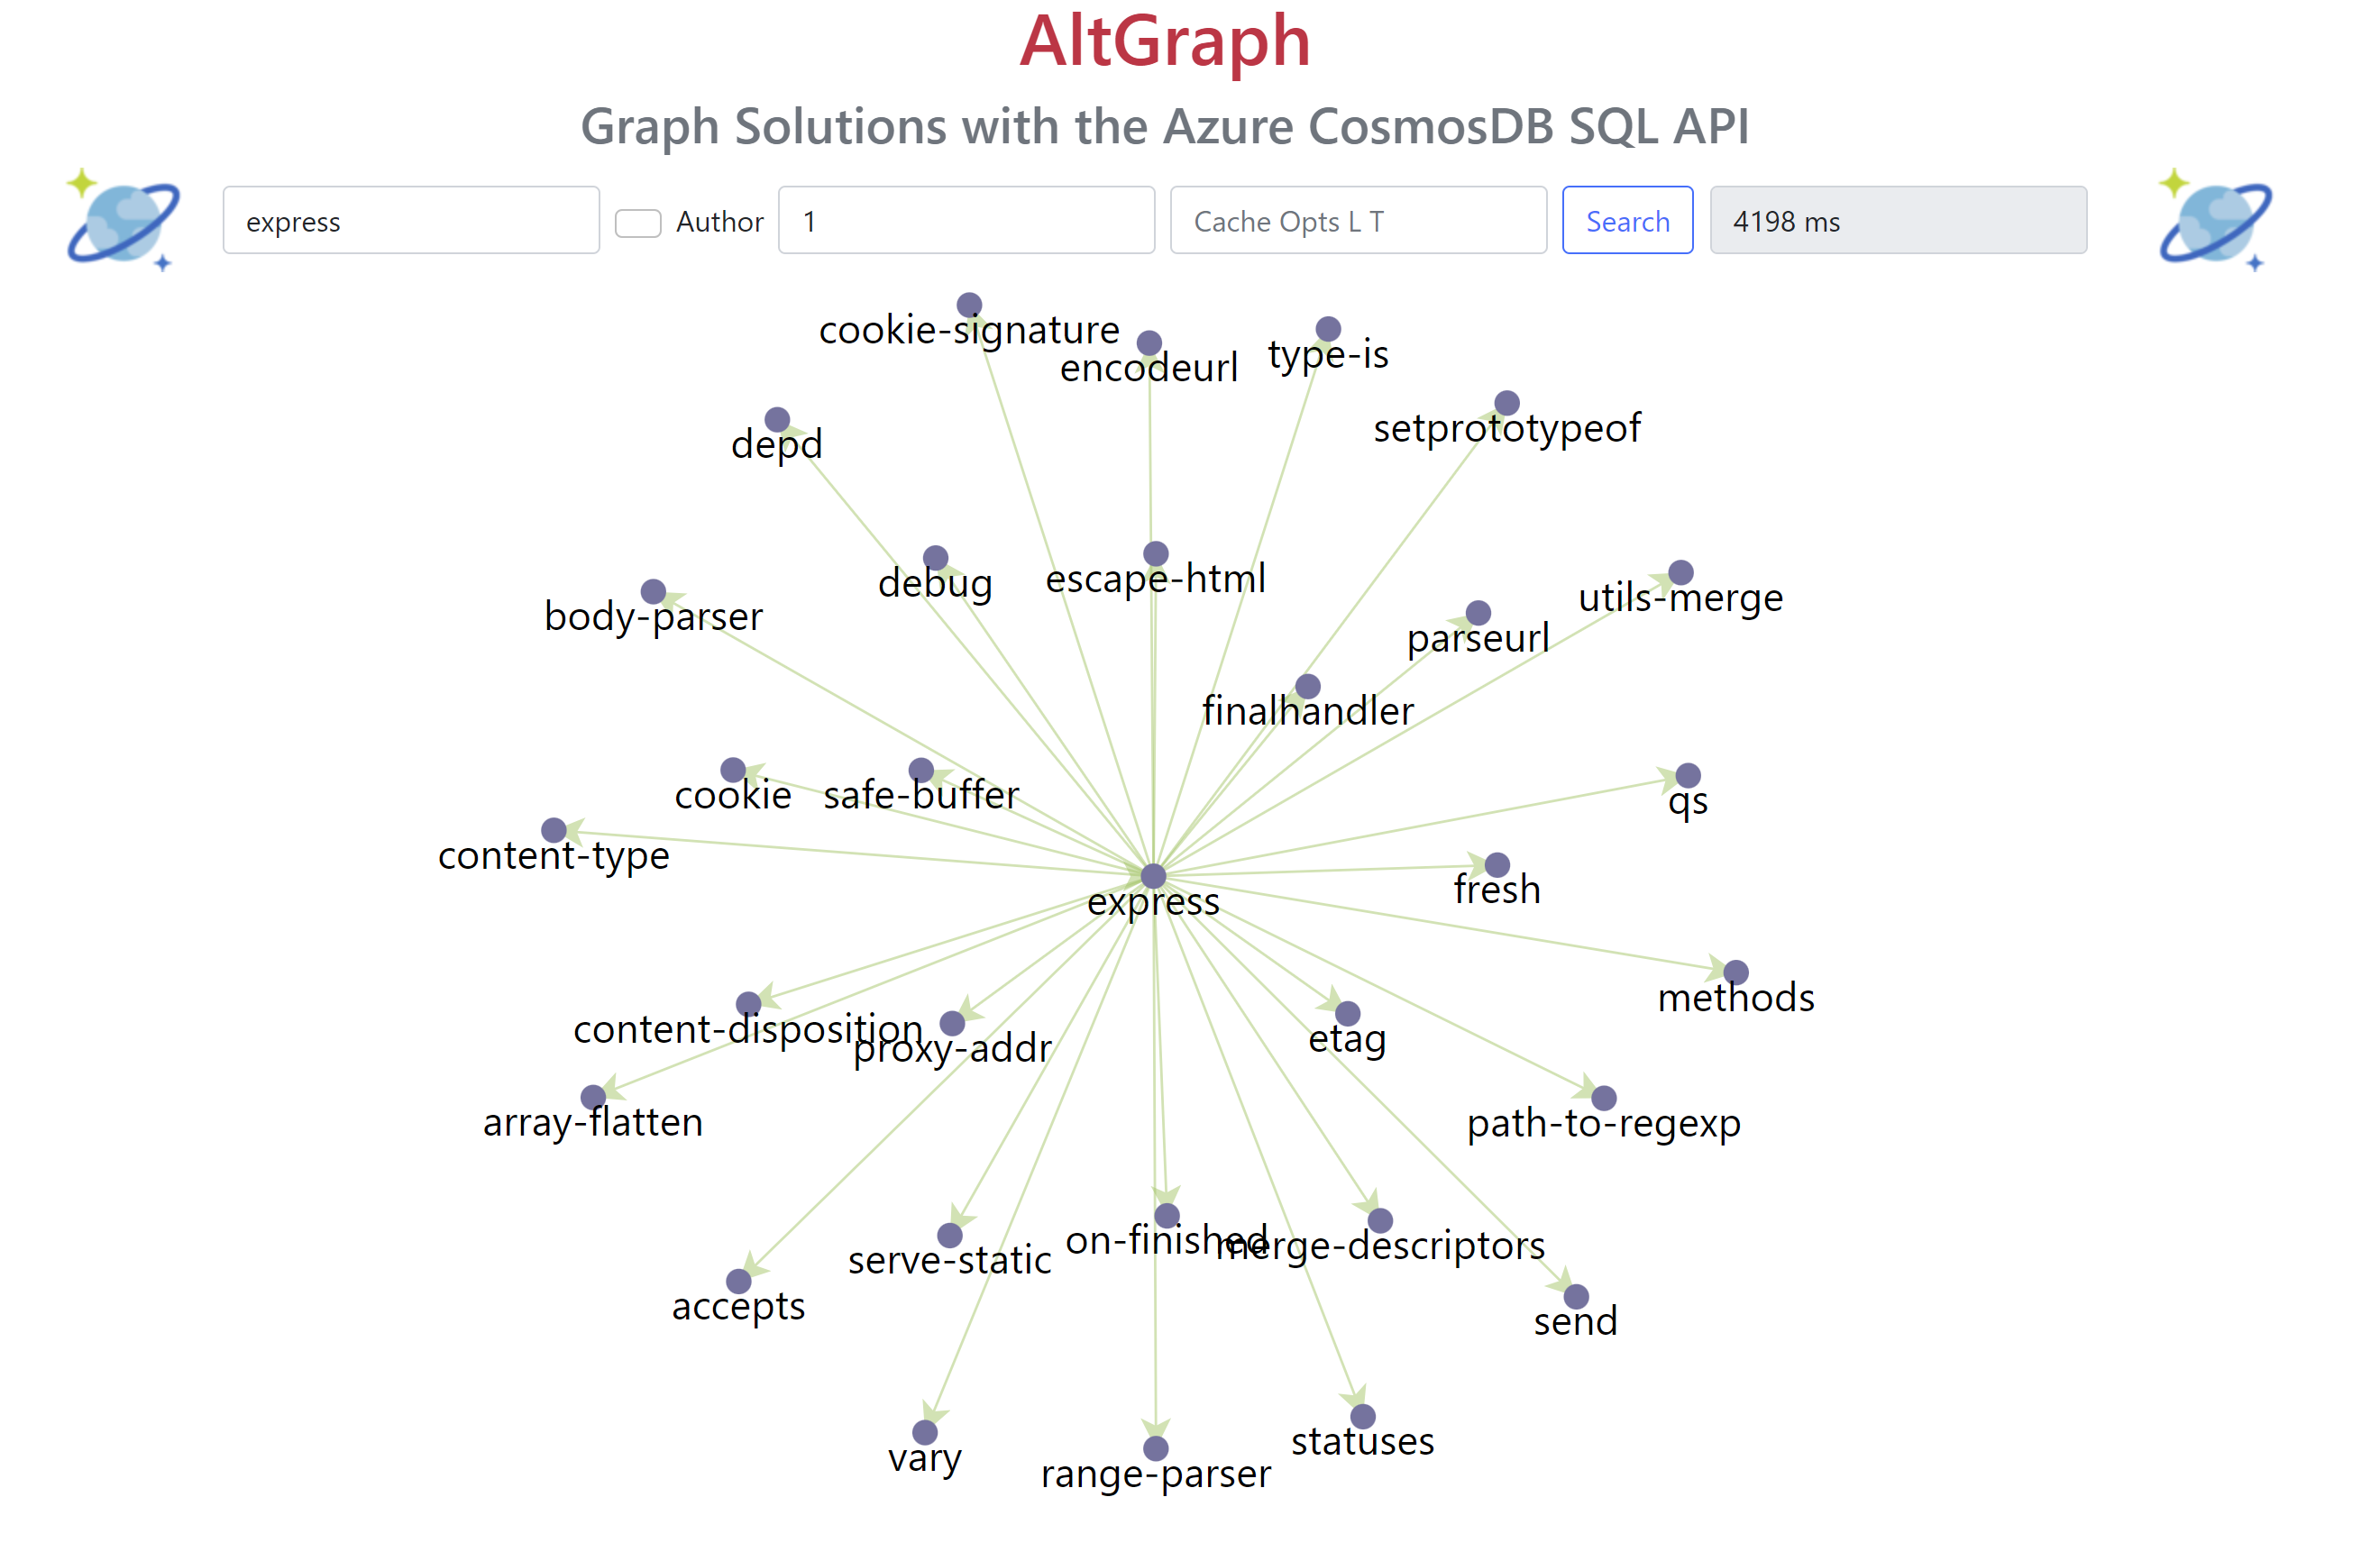 AltGraph
Graph Solutions with the Azure CosmosDB SQL API
express
Author
1
Cache Opts L T
Search
4198 ms
cookie-signature
encodeurl
type-is
depd
setprototypeof
debug
escape-html
body-parser
utils-merge
parseurl
finalhandler
cookie
safe-buffer
qs
content-type
fresh
express
methods
content-disposition
proxy-addr
etag
array-flatten
path-to-regexp
on-finished
merge-descriptors
serve-static
accepts
send
vary
range-parser
statuses